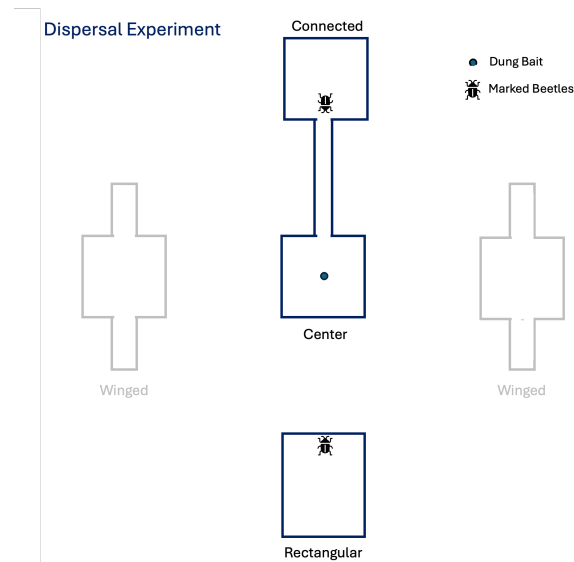 Dispersal Experiment
Connected
Dung Bait
Marked Beetles
Center
Winged
Winged
Rectangular